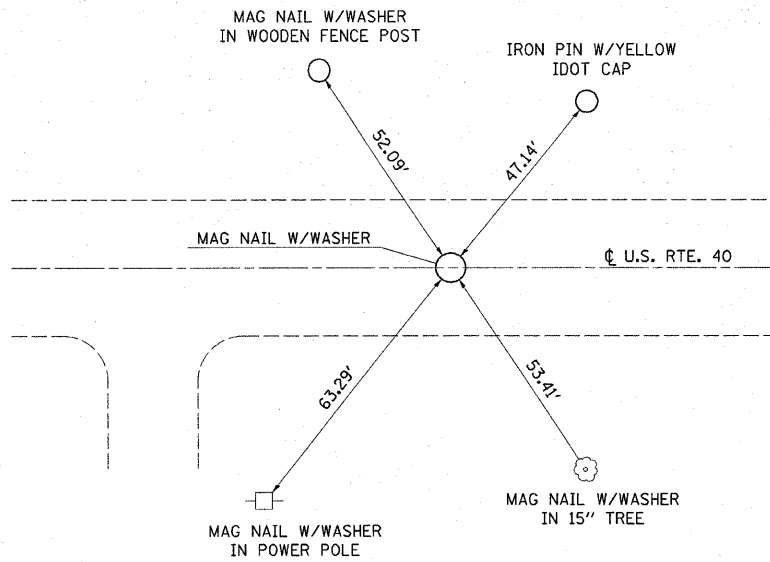 MAG NAIL W/WASHER
IN WOODEN FENCE POST
IRON PIN W/YELLOW
IDOT CAP
52.09'
47.14'
MAG NAIL W/WASHER
℄ U.S. RTE. 40
63.29'
53.41'
MAG NAIL W/WASHER
IN POWER POLE
MAG NAIL W/WASHER
IN 15" TREE